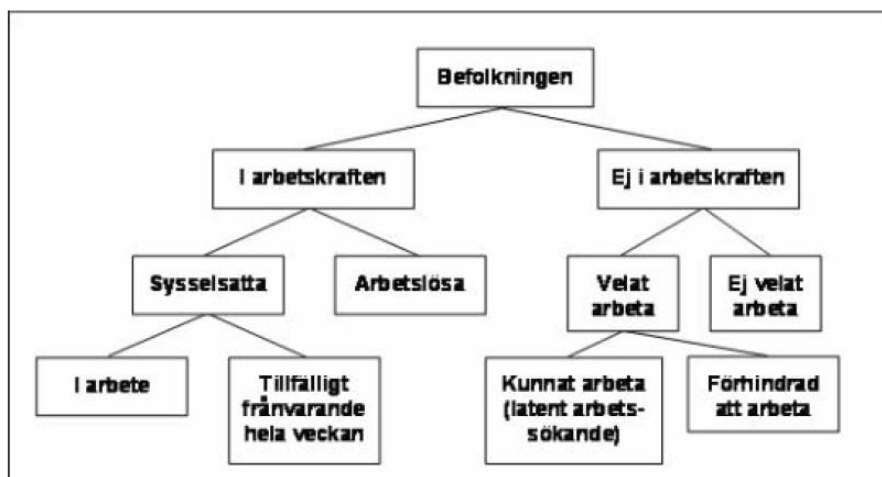 Befolkningen
I arbetskraften
Ej i arbetskraften
Sysselsatta
Arbetslösa
Velat
arbeta
Ej velat
arbeta
I arbete
Tillfälligt
frånvarande
hela veckan
Kunnat arbeta
(latent arbets-
sökande)
Förhindrad
att arbeta